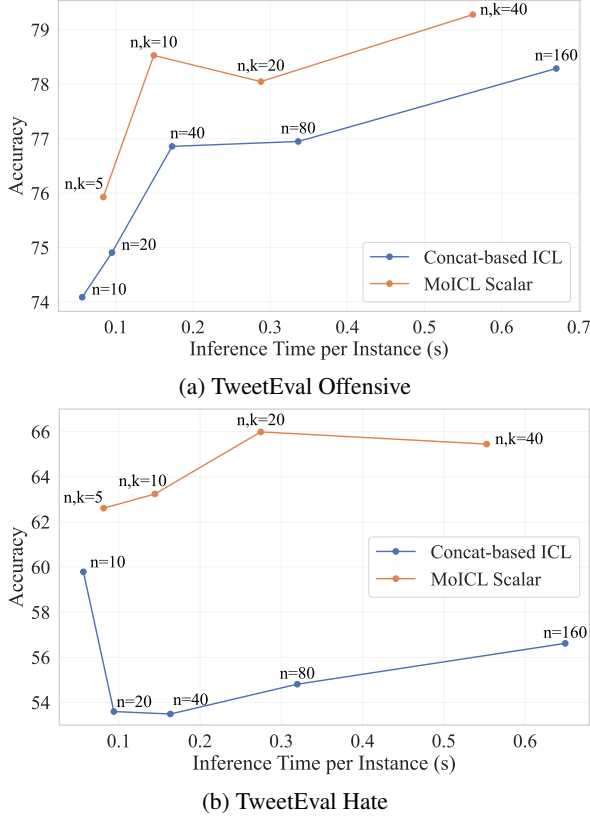 79
78
77
76
75
74
Accuracy
n,k=5
n,k=10
n,k=20
n,k=40
n=10
n=20
n=40
n=80
n=160
Concat-based ICL
MoICL Scalar
0.1 0.2 0.3 0.4 0.5 0.6 0.7
Inference Time per Instance (s)
(a) TweetEval Offensive
66
64
62
60
58
56
54
Accuracy
n,k=5
n,k=10
n,k=20
n,k=40
n=10
n=20
n=40
n=80
n=160
Concat-based ICL
MoICL Scalar
0.1 0.2 0.3 0.4 0.5 0.6
Inference Time per Instance (s)
(b) TweetEval Hate